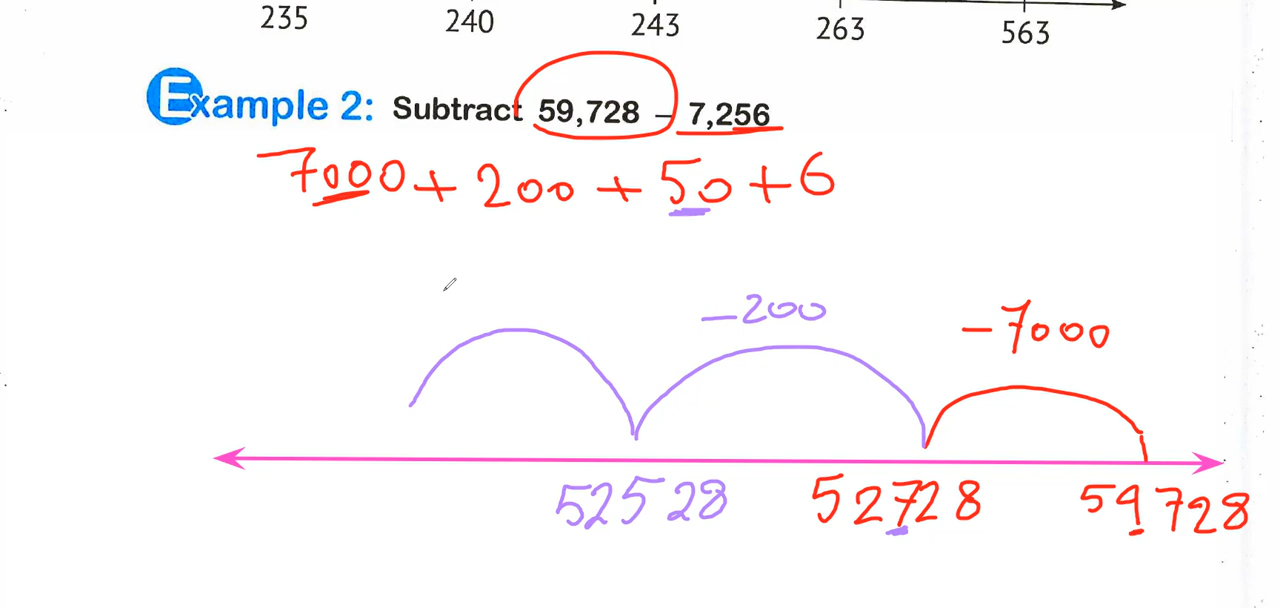 235 240 243 263 563
Example 2: Subtract 59,728 – 7,256
7000 + 200 + 50 + 6
-200 -7000
52528 52728 59728